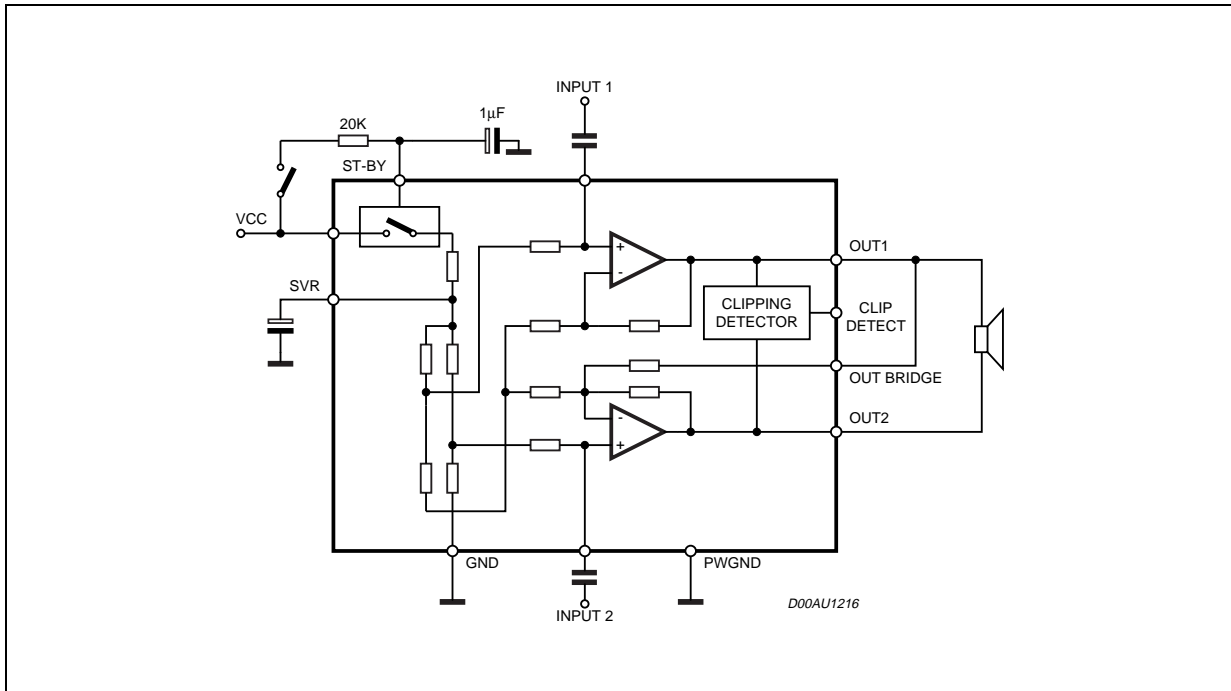 INPUT 1
1μF
20K
ST-BY
VCC
SVR
+
-
OUT1
CLIPPING
DETECTOR
CLIP
DETECT
OUT BRIDGE
OUT2
-
+
GND
PWGND
INPUT 2
D00AU1216